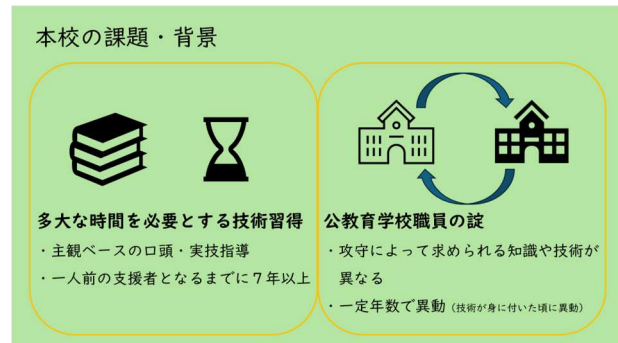 本校の課題・背景
多大な時間を必要とする技術習得
・主観ベースの口頭・実技指導
・一人前の支援者となるまでに７年以上
公教育学校職員の掟
・攻守によって求められる知識や技術が
異なる
・一定年数で異動（技術が身に付いた頃に異動）